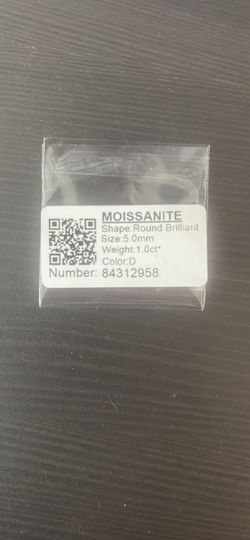 MOISSANITE
Shape:Round Brilliant
Size:5.0mm
Weight:1.0ct*
Color:D
Number: 84312958